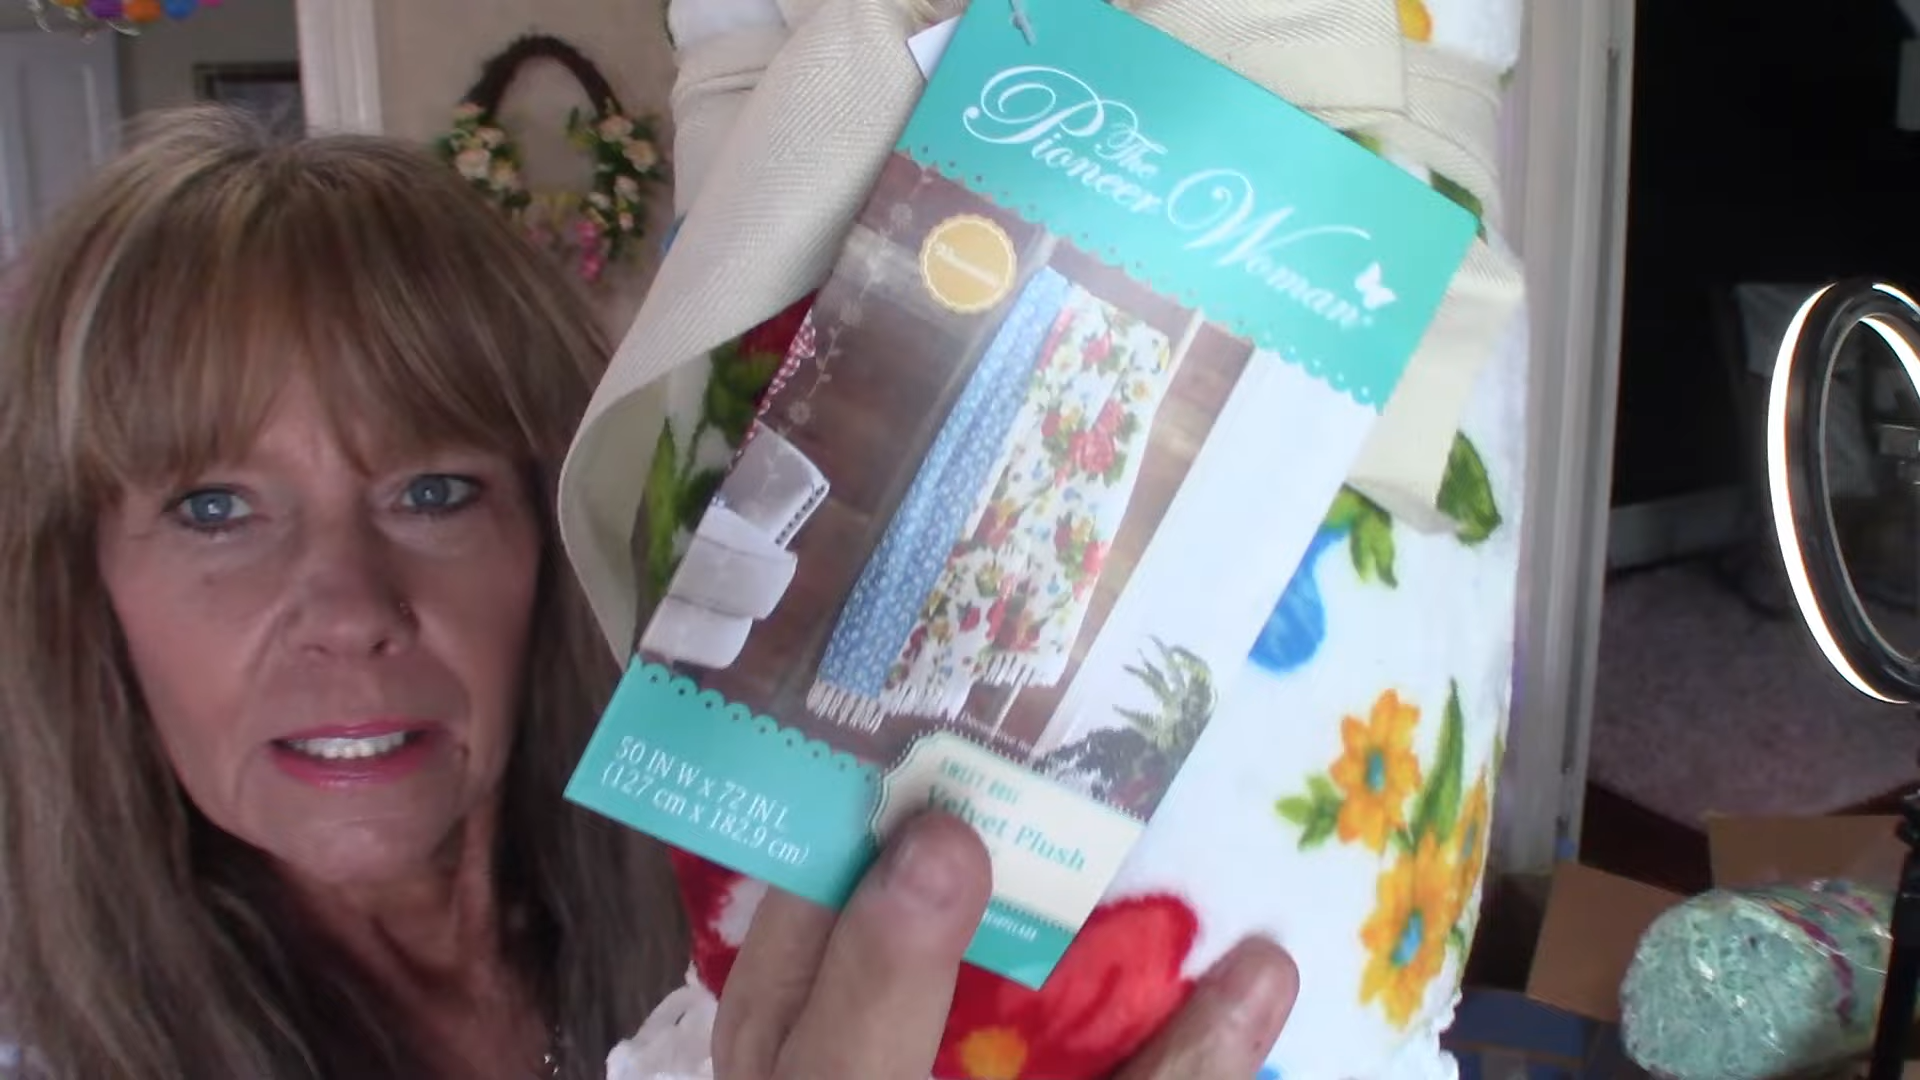 The
Pioneer
Woman
50 IN W x 72 IN L
(127 cm x 182.9 cm)
Velvet Plush